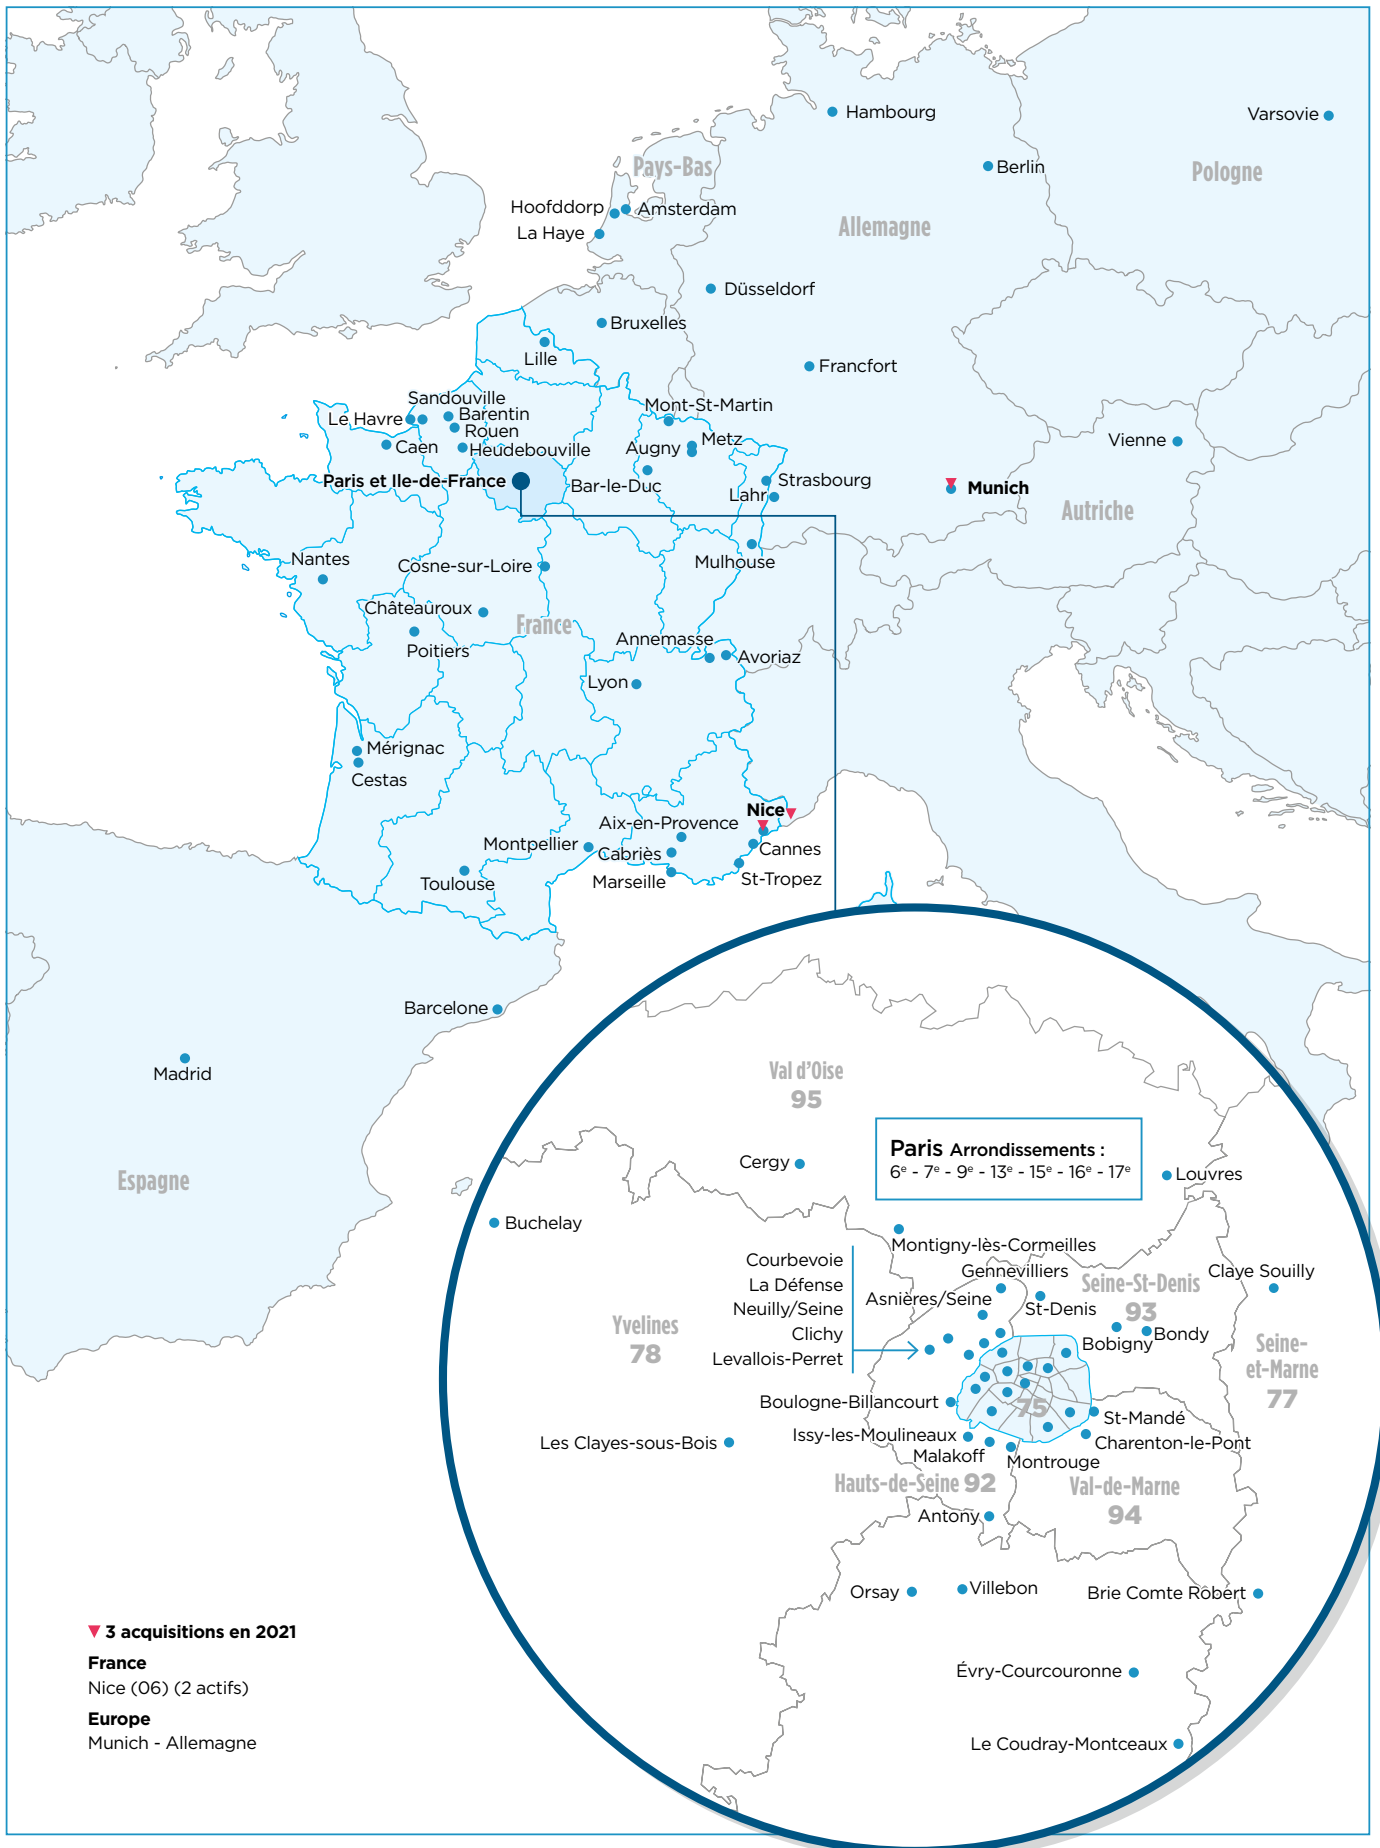 Hambourg
Varsovie
Berlin
Pays-Bas
Pologne
Hoofddorp
Amsterdam
La Haye
Allemagne
Düsseldorf
Bruxelles
Lille
Francfort
Sandouville
Mont-St-Martin
Le Havre
Barentin
Rouen
Metz
Caen
Heudebouville
Augny
Vienne
Paris et Ile-de-France
Bar-le-Duc
Strasbourg
Lahr
Munich
Autriche
Nantes
Cosne-sur-Loire
Mulhouse
Châteauroux
France
Annemasse
Poitiers
Avoriaz
Lyon
Mérignac
Cestas
Nice
Aix-en-Provence
Montpellier
Cabriès
Cannes
Toulouse
Marseille
St-Tropez
Barcelone
Madrid
Espagne
Val d'Oise
95
Paris Arrondissements :
6e - 7e - 9e - 13e - 15e - 16e - 17e
Cergy
Louvres
Buchelay
Montigny-lès-Cormeilles
Courbevoie
La Défense
Neuilly/Seine
Clichy
Levallois-Perret
Gennevilliers
Asnières/Seine
St-Denis
Seine-St-Denis
93
Claye Souilly
Bobigny
Bondy
Yvelines
78
Seine-
et-Marne
77
Boulogne-Billancourt
75
St-Mandé
Issy-les-Moulineaux
Charenton-le-Pont
Les Clayes-sous-Bois
Malakoff
Montrouge
Hauts-de-Seine 92
Val-de-Marne
94
Antony
Orsay
Villebon
Brie Comte Robert
Évry-Courcouronne
Le Coudray-Montceaux
3 acquisitions en 2021
France
Nice (06) (2 actifs)
Europe
Munich - Allemagne